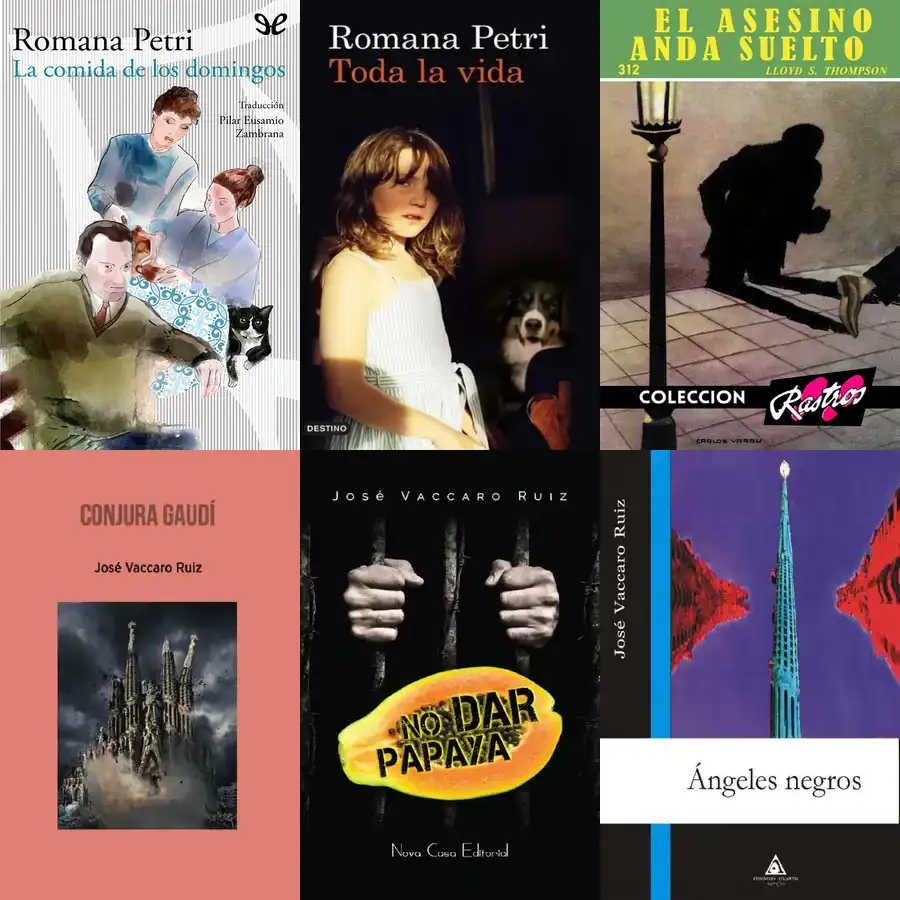 Romana Petri
La comida de los domingos
Traducción
Pilar Eusamio
Zambrana
Romana Petri
Toda la vida
DESTINO
EL ASESINO
ANDA SUELTO
312
LLOYD S. THOMPSON
COLECCION
Rastros
CONJURA GAUDÍ
José Vaccaro Ruiz
José Vaccaro Ruiz
NO DAR
PAPAYA
Nova Casa Editorial
José Vaccaro Ruiz
Ángeles negros